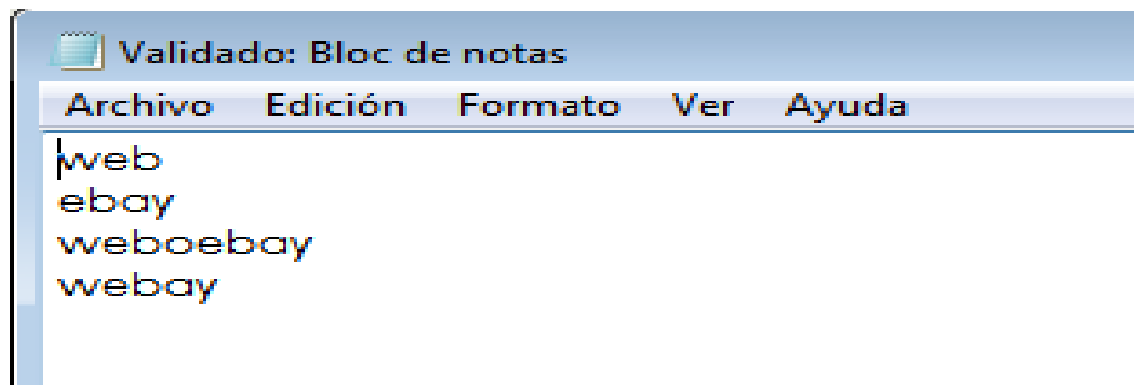 Validado: Bloc de notas
Archivo Edición Formato Ver Ayuda
web
ebay
weboebay
webay